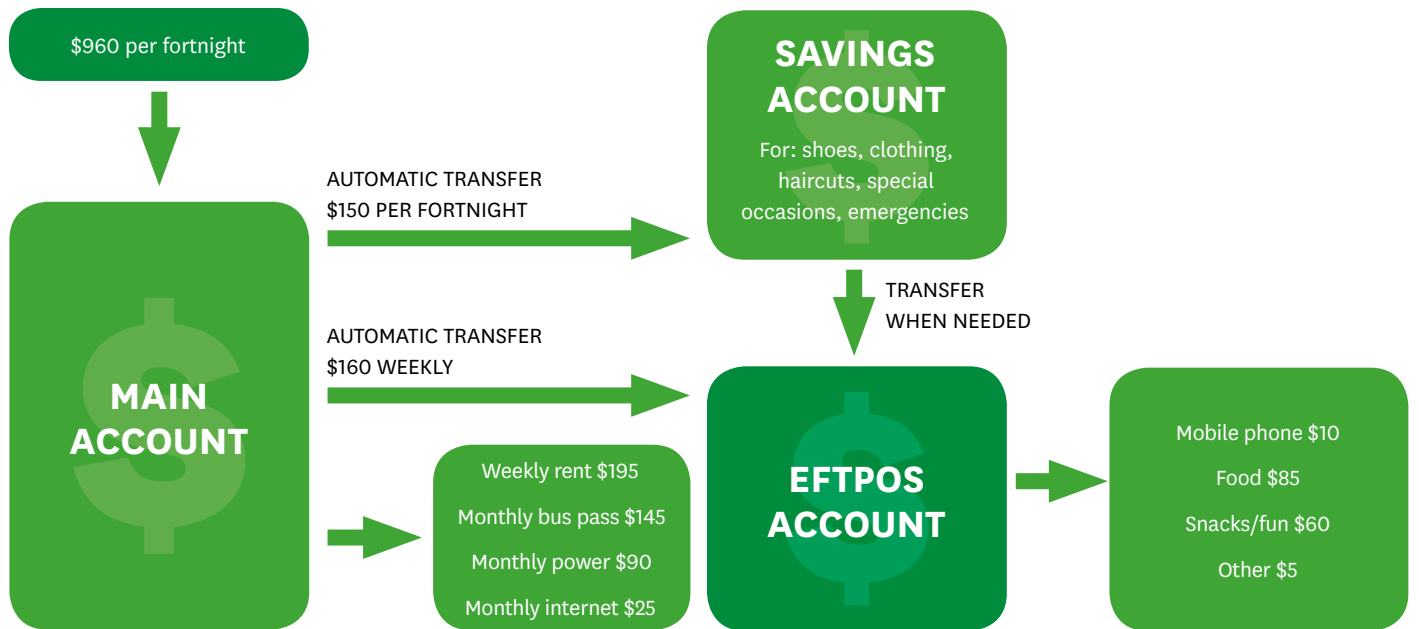 $960 per fortnight
SAVINGS
ACCOUNT
For: shoes, clothing,
haircuts, special
occasions, emergencies
AUTOMATIC TRANSFER
$150 PER FORTNIGHT
TRANSFER
WHEN NEEDED
AUTOMATIC TRANSFER
$160 WEEKLY
MAIN
ACCOUNT
Weekly rent $195
Monthly bus pass $145
Monthly power $90
Monthly internet $25
EFTPOS
ACCOUNT
Mobile phone $10
Food $85
Snacks/fun $60
Other $5